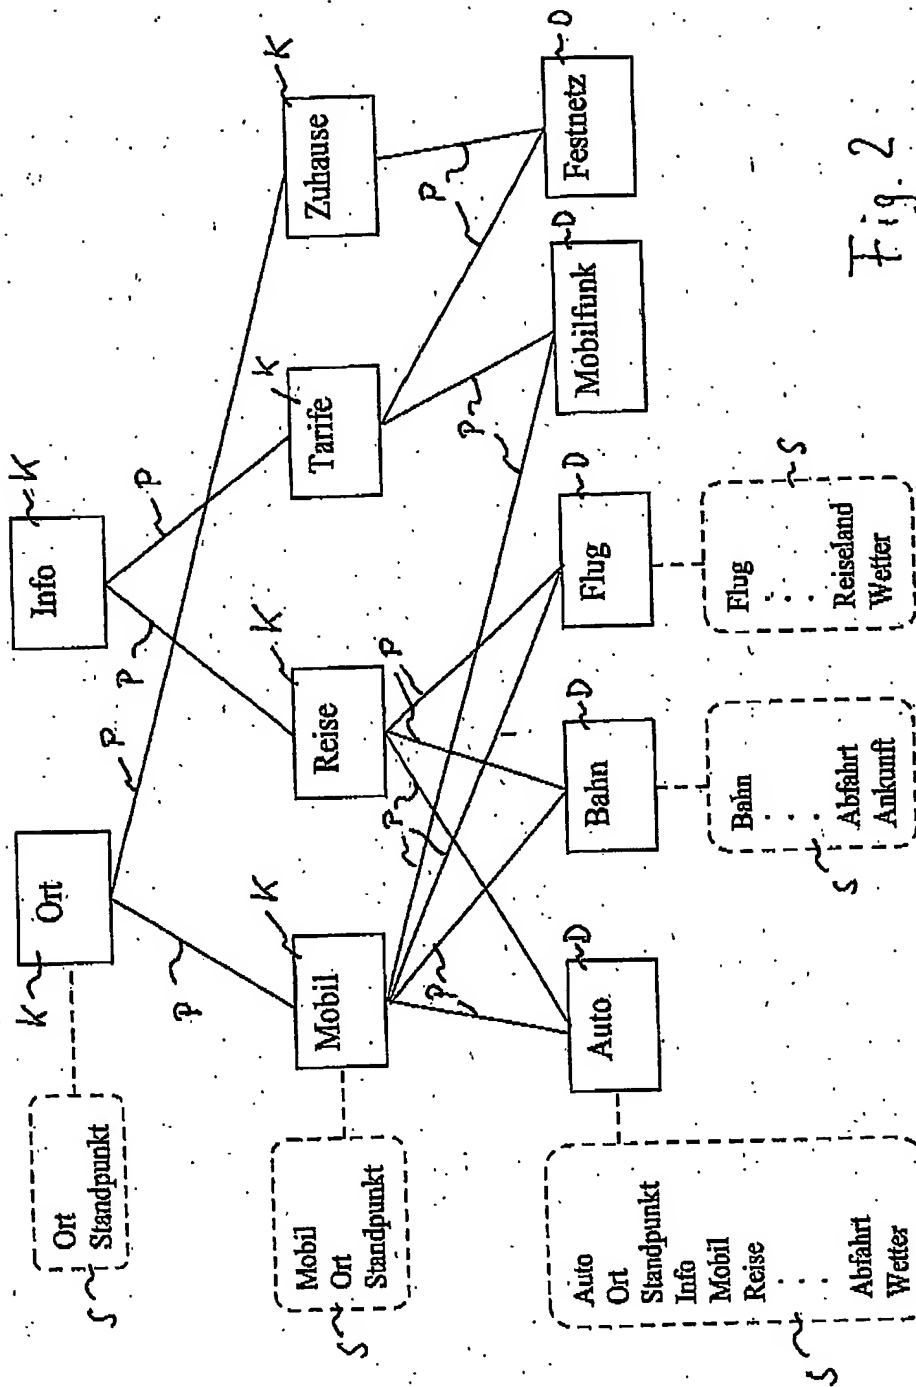 K
Ort
Info
K
Ort
Standpunkt
S
P
P
P
P
Mobil
K
Reise
K
Tarife
K
Zuhause
K
Mobil
Ort
Standpunkt
S
P
P
P
P
P
P
P
P
P
P
Auto
D
Bahn
D
Flug
D
Mobilfunk
D
Festnetz
D
Auto
Ort
Standpunkt
Info
Mobil
Reise
. . .
Abfahrt
Wetter
S
Bahn
. . .
Abfahrt
Ankunft
S
Flug
. . .
Reiseland
Wetter
S
Fig. 2